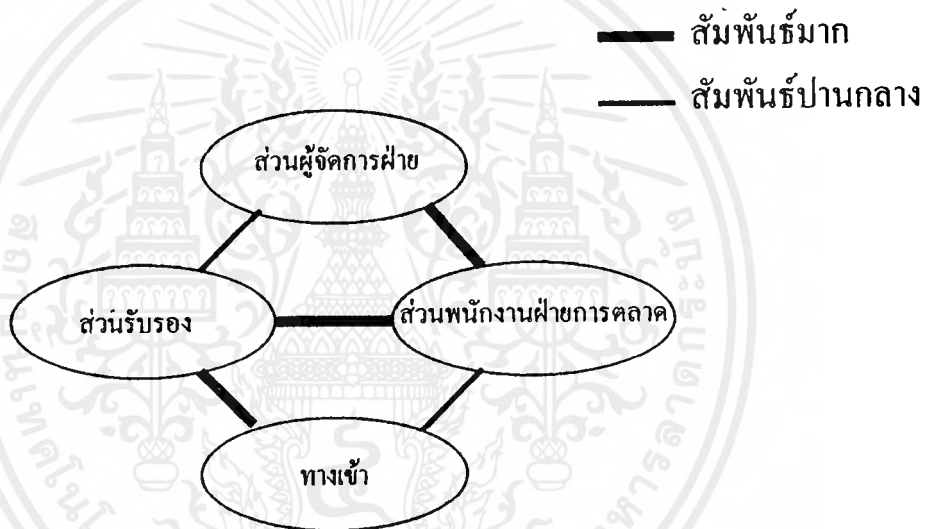 สัมพันธ์มาก
สัมพันธ์ปานกลาง
ส่วนผู้จัดการฝ่าย
ส่วนรับรอง
ส่วนพนักงานฝ่ายการตลาด
ทางเข้า